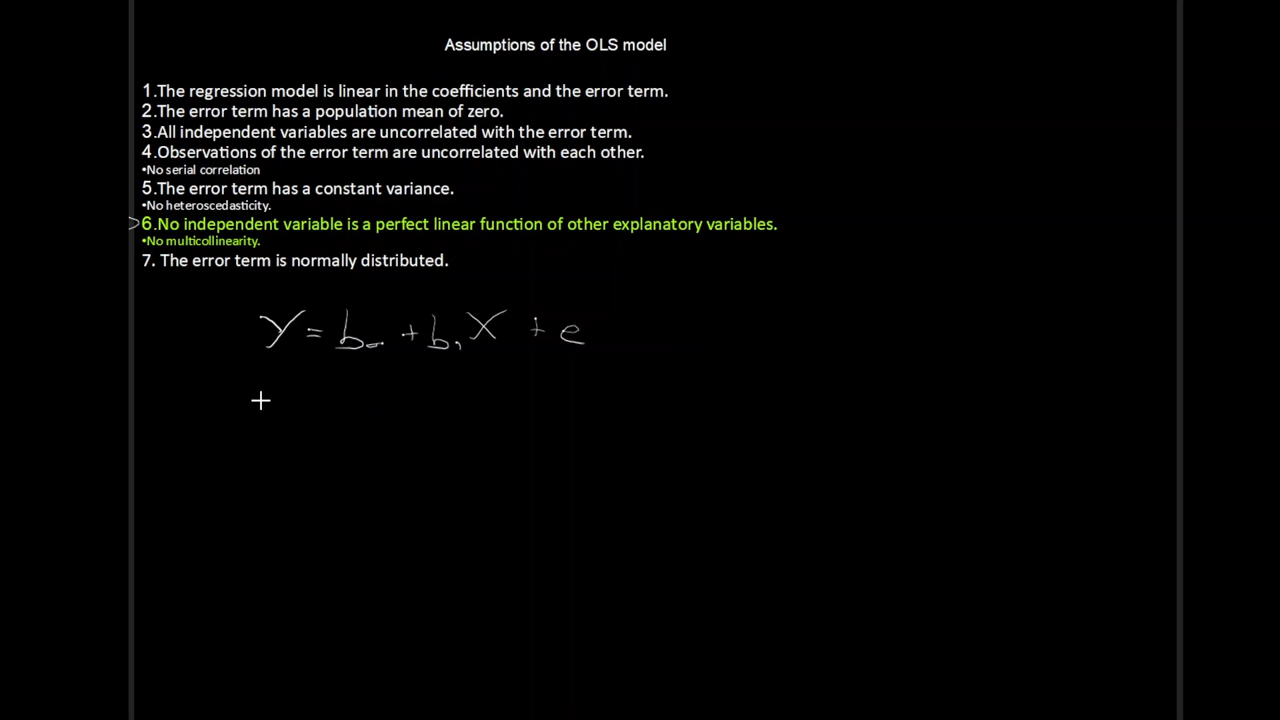 Assumptions of the OLS model
1.The regression model is linear in the coefficients and the error term.
2.The error term has a population mean of zero.
3.All independent variables are uncorrelated with the error term.
4.Observations of the error term are uncorrelated with each other.
•No serial correlation
5.The error term has a constant variance.
•No heteroscedasticity.
6.No independent variable is a perfect linear function of other explanatory variables.
•No multicollinearity.
7. The error term is normally distributed.
Y = b₀ + b₁ X + e